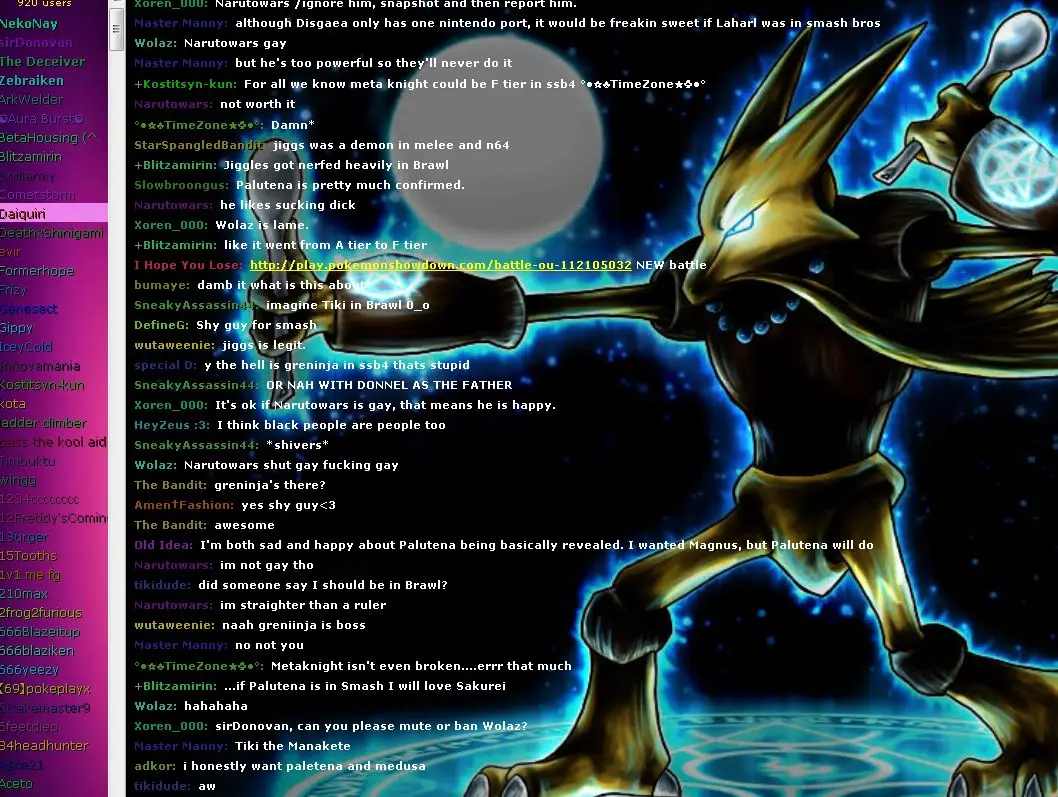 920 users
NekoNay
sirDonovan
The Deceiver
Zebraiken
ArkWelder
BetaHousing (^
Blitzamirin
Cometstorm
Daiquiri
DeathxShinigami
evir
Formerhope
Frizy
Genesect
Gippy
IceyCold
Innovamania
Kostitsyn-kun
kota
ladder climber
pass the kool aid
Timbuktu
wingg
1234cccccccc
12Freddy'sComin
13urger
15Tooths
1v1 me fg
210max
2frog2furious
666Blazeitup
666blaziken
666yeezy
[69]pokeplayx
6feetdiep
84headhunter
Aceto
Xoren_000: Narutowars /ignore him, snapshot and then report him.
Master Manny: although Disgaea only has one nintendo port, it would be freakin sweet if Laharl was in smash bros
Wolaz: Narutowars gay
Master Manny: but he's too powerful so they'll never do it
+Kostitsyn-kun: For all we know meta knight could be F tier in ssb4 °●☆♣TimeZone★♣●°
Narutowars: not worth it
°●☆♣TimeZone★♣●°: Damn*
StarSpangledBandit: jiggs was a demon in melee and n64
+Blitzamirin: Jiggles got nerfed heavily in Brawl
Slowbroongus: Palutena is pretty much confirmed.
Narutowars: he likes sucking dick
Xoren_000: Wolaz is lame.
+Blitzamirin: like it went from A tier to F tier
I Hope You Lose: http://play.pokemonshowdown.com/battle-ou-112105032 NEW battle
bumaye: damb it what is this about
SneakyAssassin44: imagine Tiki in Brawl 0_o
DefineG: Shy guy for smash
wutaweenie: jiggs is legit.
special D: y the hell is greninja in ssb4 thats stupid
SneakyAssassin44: OR NAH WITH DONNEL AS THE FATHER
Xoren_000: It's ok if Narutowars is gay, that means he is happy.
HeyZeus :3: I think black people are people too
SneakyAssassin44: *shivers*
Wolaz: Narutowars shut gay fucking gay
The Bandit: greninja's there?
Amen†Fashion: yes shy guy<3
The Bandit: awesome
Old Idea: I'm both sad and happy about Palutena being basically revealed. I wanted Magnus, but Palutena will do
Narutowars: im not gay tho
tikidude: did someone say I should be in Brawl?
Narutowars: im straighter than a ruler
wutaweenie: naah greniinja is boss
Master Manny: no not you
°●☆♣TimeZone★♣●°: Metaknight isn't even broken....errr that much
+Blitzamirin: ...if Palutena is in Smash I will love Sakurei
Wolaz: hahahaha
Xoren_000: sirDonovan, can you please mute or ban Wolaz?
Master Manny: Tiki the Manakete
adkor: i honestly want paletena and medusa
tikidude: aw